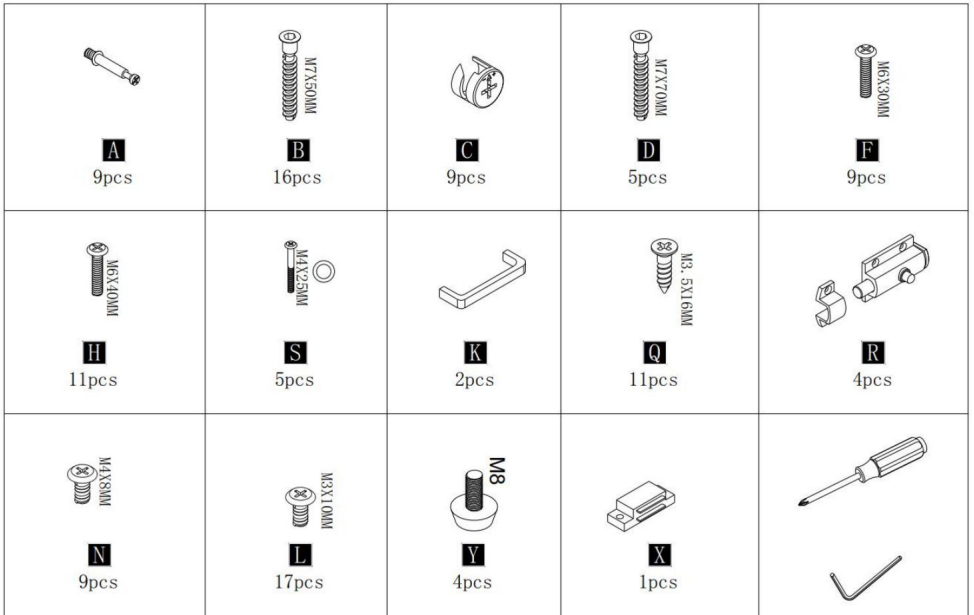 M7X50MM
M7X70MM
M6X30MM
A
B
C
D
F
9pcs
16pcs
9pcs
5pcs
9pcs
M6X40MM
M4X25MM
M3.5X16MM
H
S
K
Q
R
11pcs
5pcs
2pcs
11pcs
4pcs
M4X8MM
M3X10MM
M8
N
L
Y
X
9pcs
17pcs
4pcs
1pcs